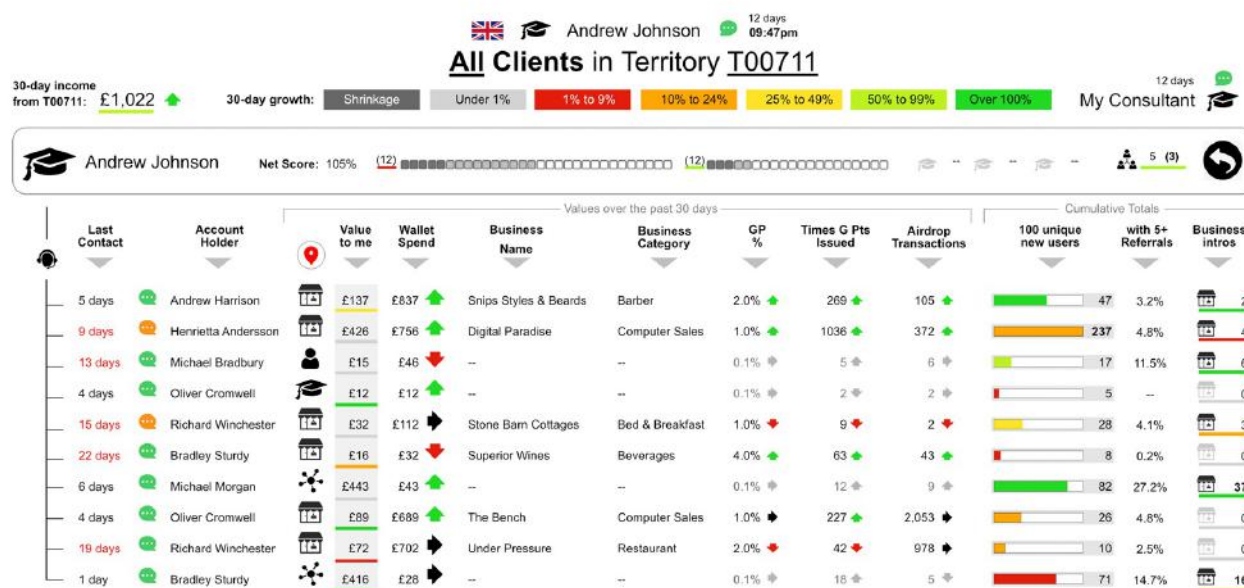 Andrew Johnson
12 days
09:47pm
All Clients in Territory T00711
30-day income
from T00711: £1,022
30-day growth: Shrinkage Under 1% 1% to 9% 10% to 24% 25% to 49% 50% to 99% Over 100%
12 days
My Consultant
Andrew Johnson Net Score: 105% (12) (12) -- -- -- 5 (3)
Values over the past 30 days Cumulative Totals
Last Contact Account Holder Value to me Wallet Spend Business Name Business Category GP % Times G Pts Issued Airdrop Transactions 100 unique new users with 5+ Referrals Business intros
5 days Andrew Harrison £137 £837 Snips Styles & Beards Barber 2.0% 269 105 47 3.2% 2
9 days Henrietta Andersson £426 £756 Digital Paradise Computer Sales 1.0% 1036 372 237 4.8% 4
13 days Michael Bradbury £15 £46 -- -- 0.1% 5 6 17 11.5% 6
4 days Oliver Cromwell £12 £12 -- -- 0.1% 2 2 5 -- 0
15 days Richard Winchester £32 £112 Stone Barn Cottages Bed & Breakfast 1.0% 9 2 28 4.1% 3
22 days Bradley Sturdy £16 £32 Superior Wines Beverages 4.0% 63 43 8 0.2% 0
6 days Michael Morgan £443 £43 -- -- 0.1% 12 9 82 27.2% 37
4 days Oliver Cromwell £89 £689 The Bench Computer Sales 1.0% 227 2,053 26 4.8% 0
19 days Richard Winchester £72 £702 Under Pressure Restaurant 2.0% 42 978 10 2.5% 0
1 day Bradley Sturdy £416 £28 -- -- 0.1% 18 5 71 14.7%